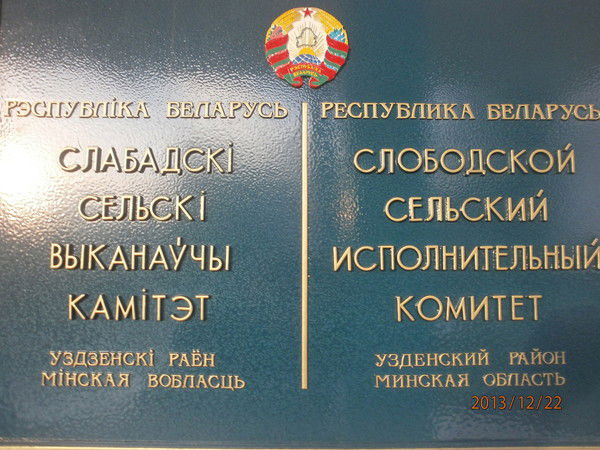 РЭСПУБЛІКА БЕЛАРУСЬ
СЛАБАДСКІ
СЕЛЬСКІ
ВЫКАНАЎЧЫ
КАМІТЭТ
УЗДЗЕНСКІ РАЁН
МІНСКАЯ ВОБЛАСЦЬ
РЕСПУБЛИКА БЕЛАРУСЬ
СЛОБОДСКОЙ
СЕЛЬСКИЙ
ИСПОЛНИТЕЛЬНЫЙ
КОМИТЕТ
УЗДЕНСКИЙ РАЙОН
МИНСКАЯ ОБЛАСТЬ
2013/12/22